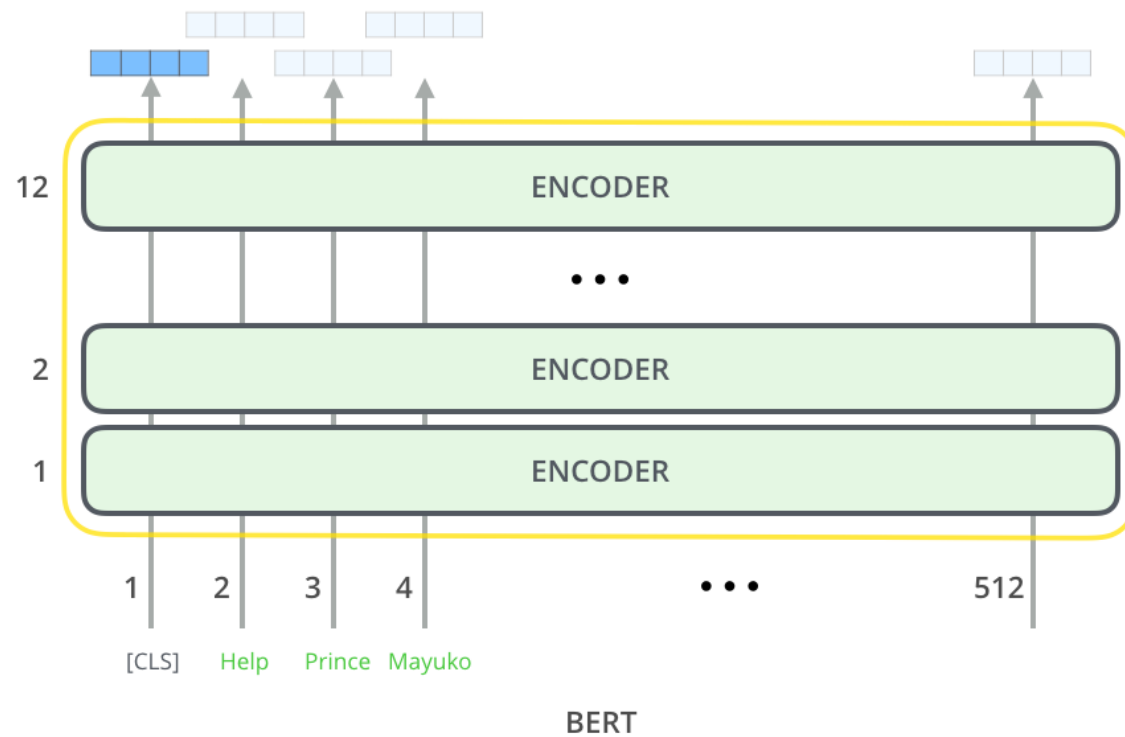 12 ENCODER
•••
2 ENCODER
1 ENCODER
1 2 3 4 ••• 512
[CLS] Help Prince Mayuko
BERT